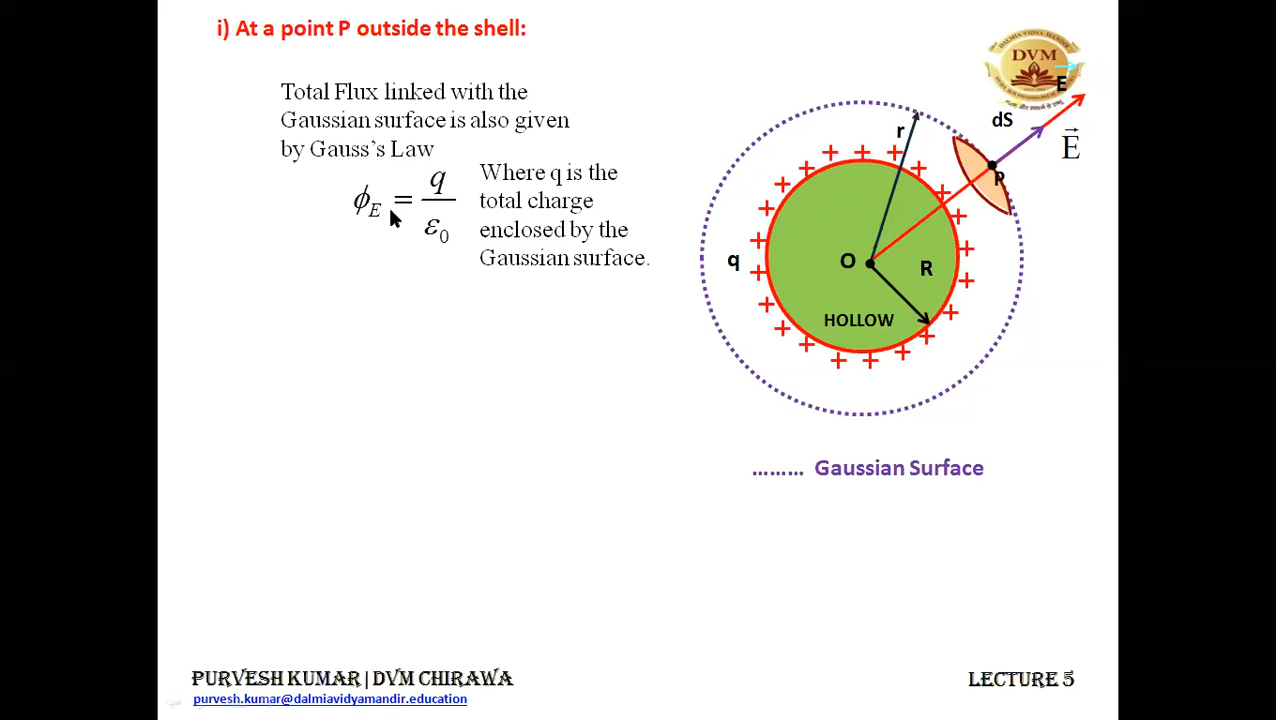 i) At a point P outside the shell:
Total Flux linked with the
Gaussian surface is also given
by Gauss's Law
ϕE = q/ε0
Where q is the
total charge
enclosed by the
Gaussian surface.
DVM
E
dS
E
r
P
q
O
R
HOLLOW
+ + + + + + + + + + + + + + + + + + + + + + +
......... Gaussian Surface
PURVESH KUMAR | DVM CHIRAWA
LECTURE 5
purvesh.kumar@dalmiavidyamandir.education